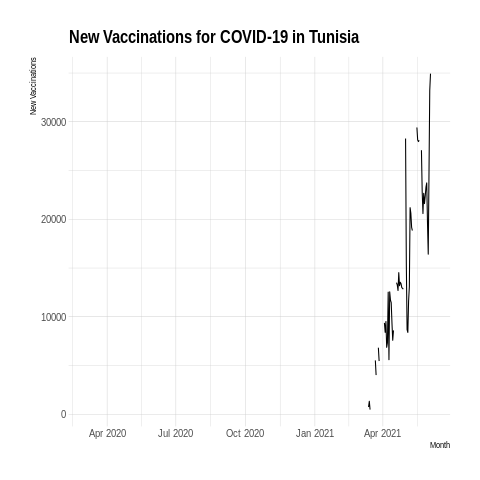 New Vaccinations for COVID-19 in Tunisia
New Vaccinations
30000
20000
10000
0
Apr 2020 Jul 2020 Oct 2020 Jan 2021 Apr 2021
Month